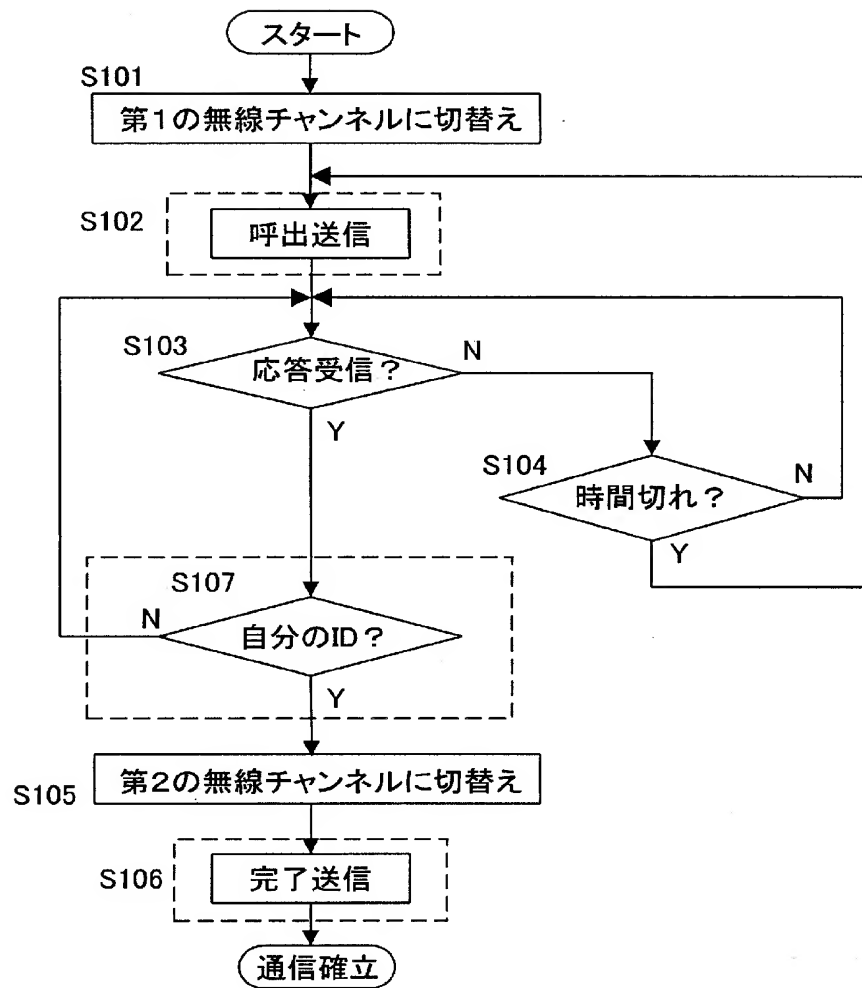 スタート
S101
第1の無線チャンネルに切替え
S102
呼出送信
S103
応答受信？
N
Y
S104
時間切れ？
N
Y
S107
自分のID？
N
Y
第2の無線チャンネルに切替え
S105
S106
完了送信
通信確立